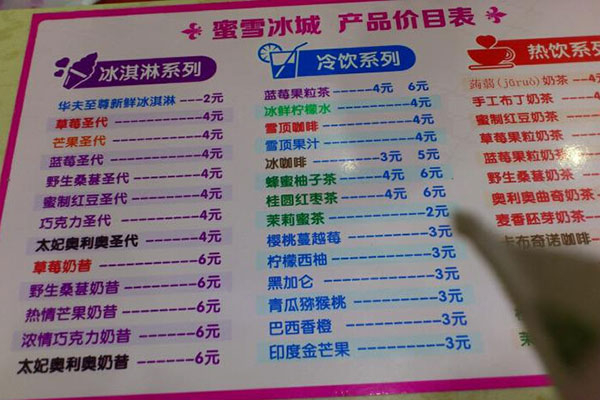 蜜雪冰城 产品价目表
冰淇淋系列
华夫至尊新鲜冰淇淋-----2元
草莓圣代---------4元
芒果圣代---------4元
蓝莓圣代---------4元
野生桑葚圣代-------4元
蜜制红豆圣代-------4元
巧克力圣代--------4元
太妃奥利奥圣代------4元
草莓奶昔---------6元
野生桑葚奶昔-------6元
热情芒果奶昔-------6元
浓情巧克力奶昔------6元
太妃奥利奥奶昔------6元
冷饮系列
蓝莓果粒茶-----4元 6元
冰鲜柠檬水-------4元
雪顶咖啡--------4元
雪顶果汁--------4元
冰咖啡------3元 5元
蜂蜜柚子茶----4元 6元
桂圆红枣茶----4元 6元
茉莉蜜茶--------2元
樱桃蔓越莓-------3元
柠檬西柚--------3元
黑加仑---------3元
青瓜猕猴桃-------3元
巴西香橙--------3元
印度金芒果-------3元
热饮系列
蒟蒻(jǔruò)奶茶----4元
手工布丁奶茶
蜜制红豆奶茶
草莓果粒奶茶
蓝莓果粒奶茶
野生
奥利奥曲奇奶茶
麦香胚芽奶茶
卡布奇诺咖啡